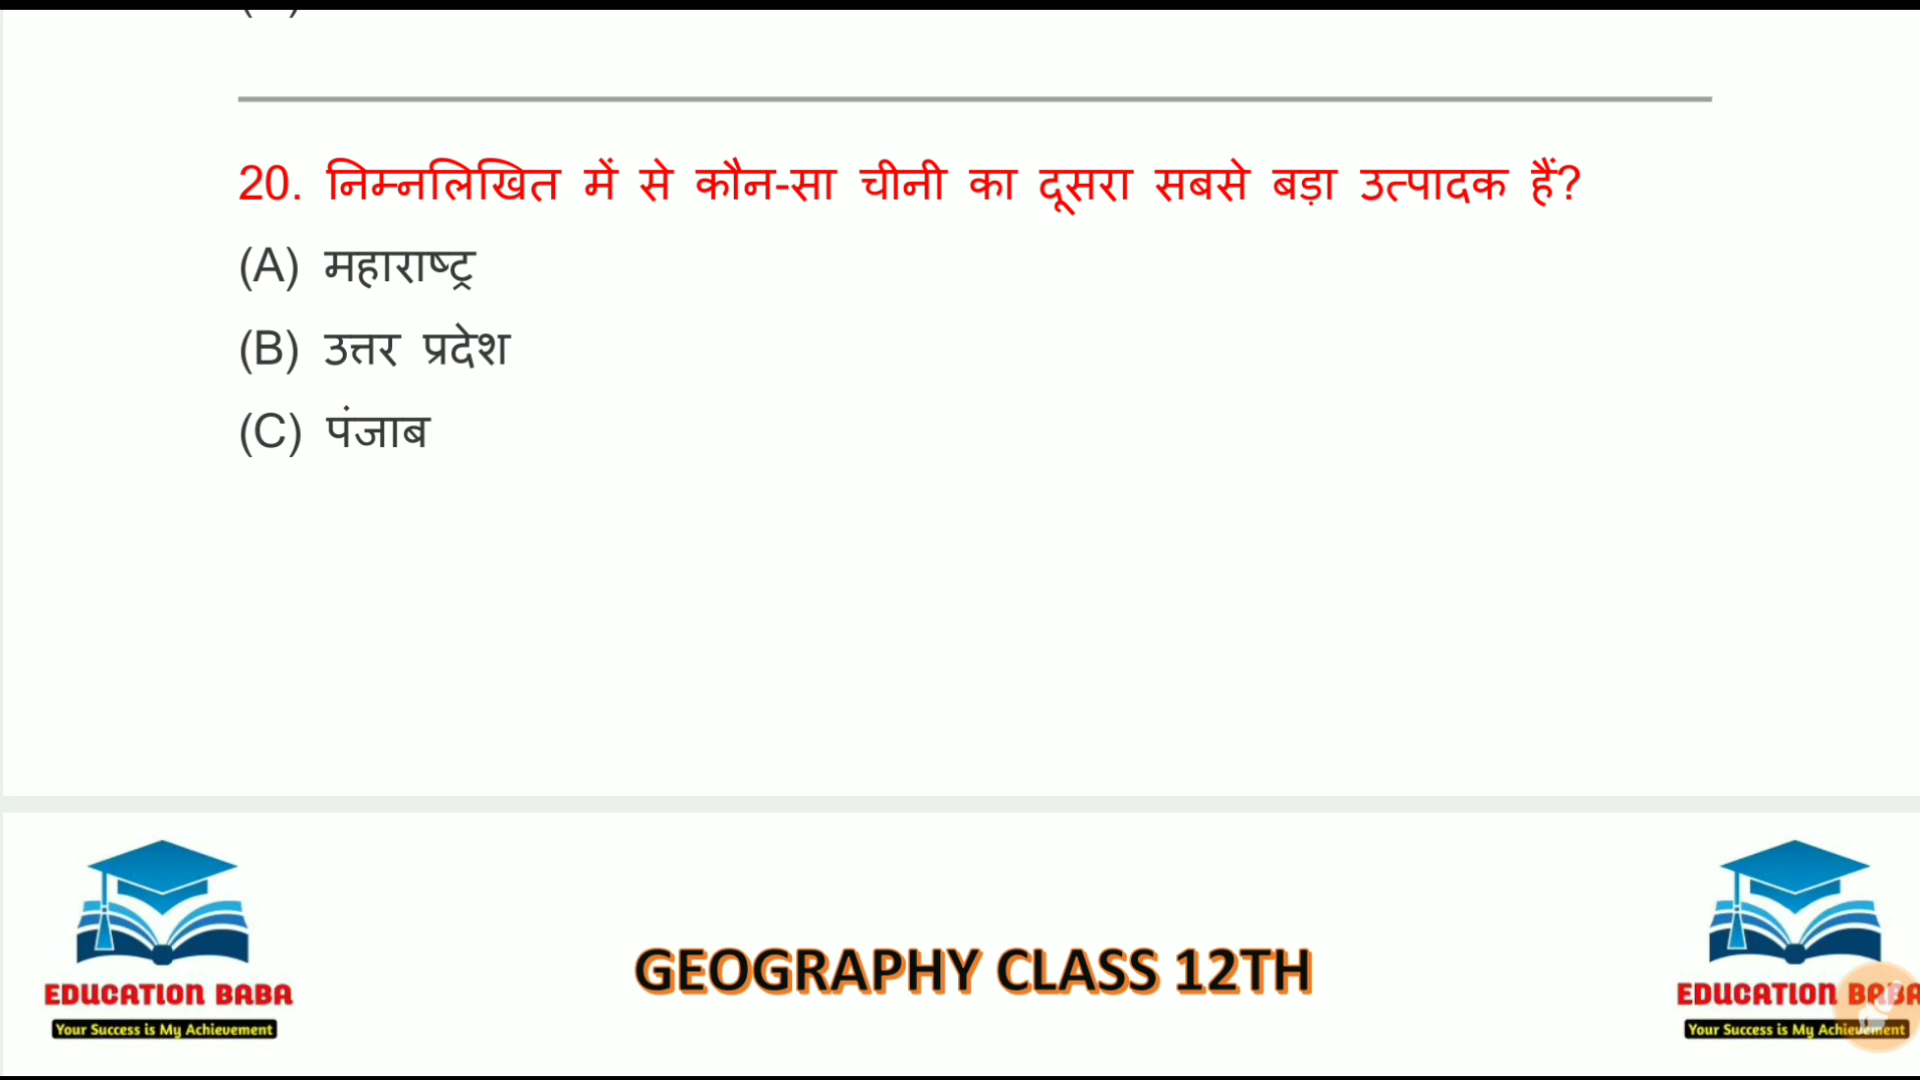 20. निम्नलिखित में से कौन-सा चीनी का दूसरा सबसे बड़ा उत्पादक हैं?
(A) महाराष्ट्र
(B) उत्तर प्रदेश
(C) पंजाब
EDUCATION BABA
Your Success is My Achievement
GEOGRAPHY CLASS 12TH
EDUCATION BABA
Your Success is My Achievement